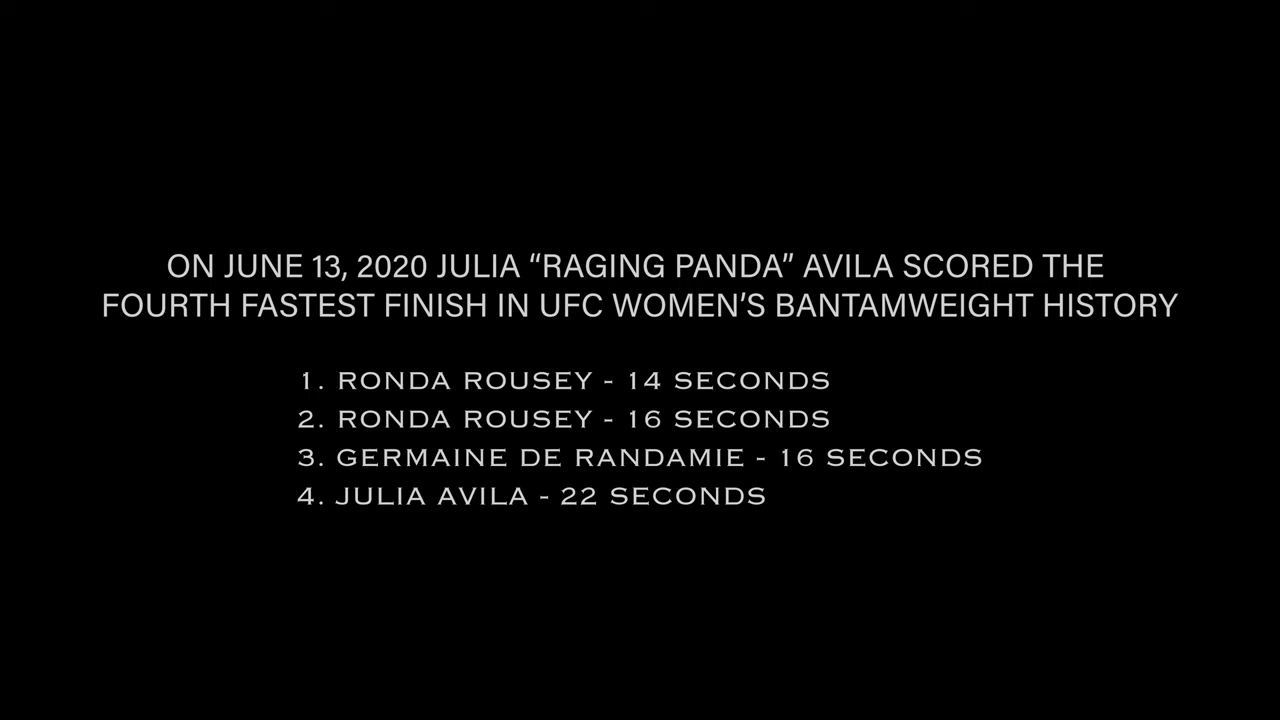 ON JUNE 13, 2020 JULIA “RAGING PANDA” AVILA SCORED THE
FOURTH FASTEST FINISH IN UFC WOMEN’S BANTAMWEIGHT HISTORY
1. RONDA ROUSEY - 14 SECONDS
2. RONDA ROUSEY - 16 SECONDS
3. GERMAINE DE RANDAMIE - 16 SECONDS
4. JULIA AVILA - 22 SECONDS